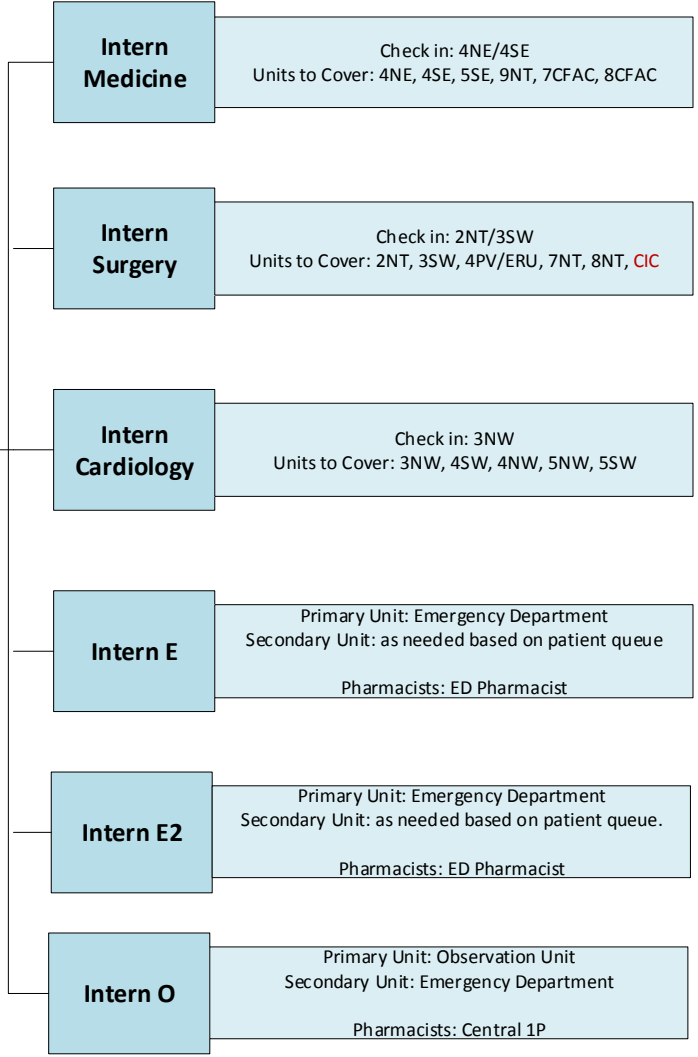 Intern
Medicine
Check in: 4NE/4SE
Units to Cover: 4NE, 4SE, 5SE, 9NT, 7CFAC, 8CFAC
Intern
Surgery
Check in: 2NT/3SW
Units to Cover: 2NT, 3SW, 4PV/ERU, 7NT, 8NT, CIC
Intern
Cardiology
Check in: 3NW
Units to Cover: 3NW, 4SW, 4NW, 5NW, 5SW
Intern E
Primary Unit: Emergency Department
Secondary Unit: as needed based on patient queue
Pharmacists: ED Pharmacist
Intern E2
Primary Unit: Emergency Department
Secondary Unit: as needed based on patient queue.
Pharmacists: ED Pharmacist
Intern O
Primary Unit: Observation Unit
Secondary Unit: Emergency Department
Pharmacists: Central 1P